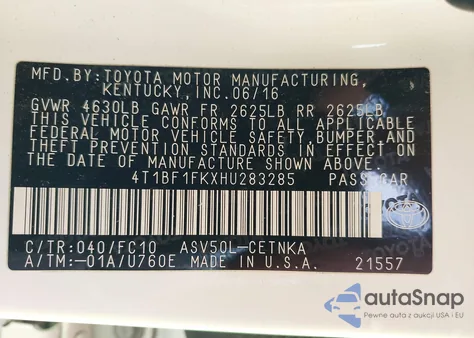 MFD.BY:TOYOTA MOTOR MANUFACTURING,
KENTUCKY, INC.06/16
GVWR 4630LB GAWR FR 2625LB RR 2625LB
THIS VEHICLE CONFORMS TO ALL APPLICABLE
FEDERAL MOTOR VEHICLE SAFETY, BUMPER, AND
THEFT PREVENTION STANDARDS IN EFFECT ON
THE DATE OF MANUFACTURE SHOWN ABOVE.
4T1BF1FKXHU283285 PASS.CAR
C/TR:040/FC10 ASV50L-CETNKA
A/TM:-01A/U760E MADE IN U.S.A. 21557
autoSnap
Pewne auta z aukcji USA i EU